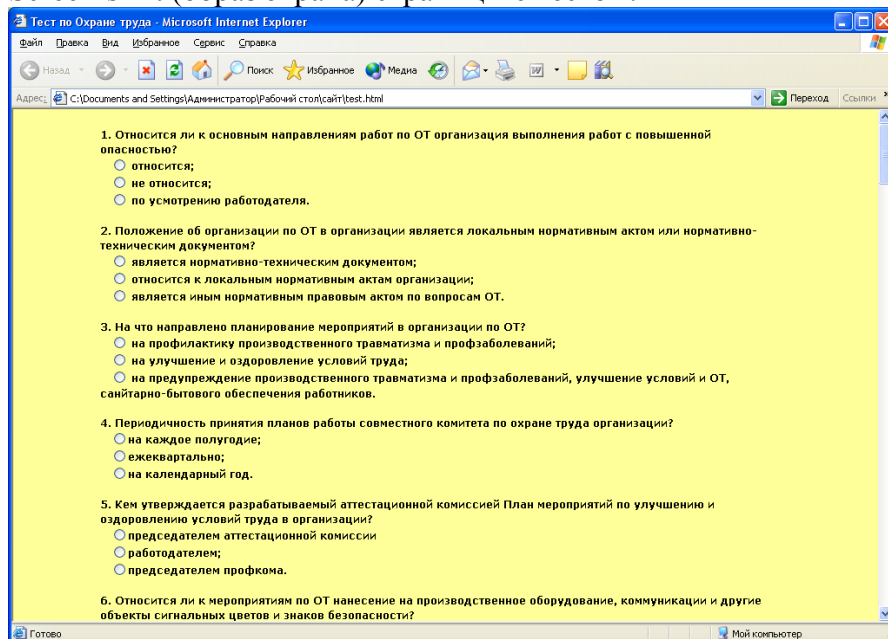 Тест по Охране труда - Microsoft Internet Explorer
Файл Правка Вид Избранное Сервис Справка
Назад Поиск Избранное Медиа
Адрес: C:\Documents and Settings\Администратор\Рабочий стол\сайт\test.html Переход Ссылки »
1. Относится ли к основным направлениям работ по ОТ организация выполнения работ с повышенной
опасностью?
относится;
не относится;
по усмотрению работодателя.
2. Положение об организации по ОТ в организации является локальным нормативным актом или нормативно-
техническим документом?
является нормативно-техническим документом;
относится к локальным нормативным актам организации;
является иным нормативным правовым актом по вопросам ОТ.
3. На что направлено планирование мероприятий в организации по ОТ?
на профилактику производственного травматизма и профзаболеваний;
на улучшение и оздоровление условий труда;
на предупреждение производственного травматизма и профзаболеваний, улучшение условий и ОТ,
санйтарно-бытового обеспечения работников.
4. Периодичность принятия планов работы совместного комитета по охране труда организации?
на каждое полугодие;
ежеквартально;
на календарный год.
5. Кем утверждается разрабатываемый аттестационной комиссией План мероприятий по улучшению и
оздоровлению условий труда в организации?
председателем аттестационной комиссии
работодателем;
председателем профкома.
6. Относится ли к мероприятиям по ОТ нанесение на производственное оборудование, коммуникации и другие
объекты сигнальных цветов и знаков безопасности?
Готово Мой компьютер